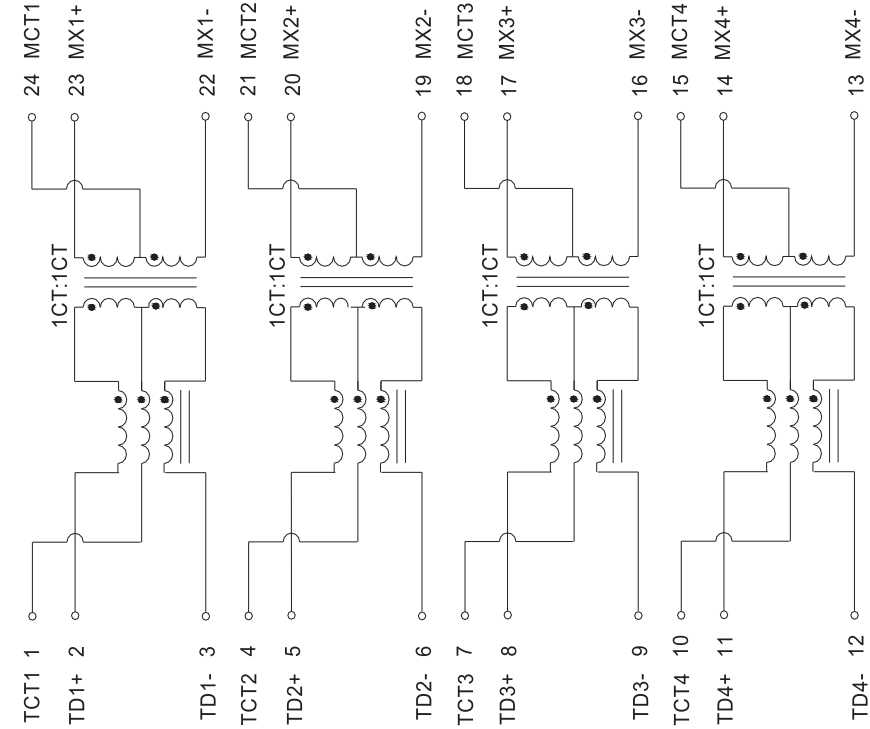 24 MCT1
23 MX1+
22 MX1-
21 MCT2
20 MX2+
19 MX2-
18 MCT3
17 MX3+
16 MX3-
15 MCT4
14 MX4+
13 MX4-
1CT:1CT
1CT:1CT
1CT:1CT
1CT:1CT
TCT1 1
TD1+ 2
TD1- 3
TCT2 4
TD2+ 5
TD2- 6
TCT3 7
TD3+ 8
TD3- 9
TCT4 10
TD4+ 11
TD4- 12